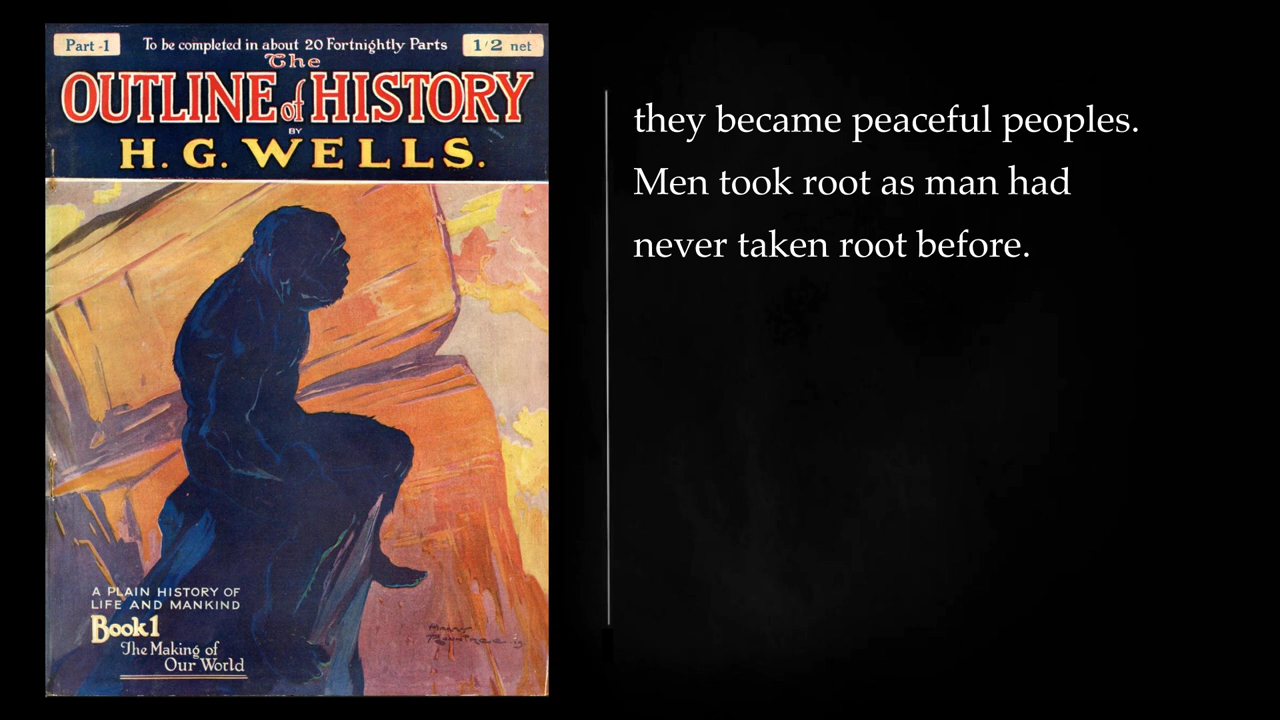 Part -1
To be completed in about 20 Fortnightly Parts
1/2 net
The
OUTLINE of HISTORY
BY
H. G. WELLS.
A PLAIN HISTORY OF
LIFE AND MANKIND
Book 1
The Making of
Our World
they became peaceful peoples.
Men took root as man had
never taken root before.